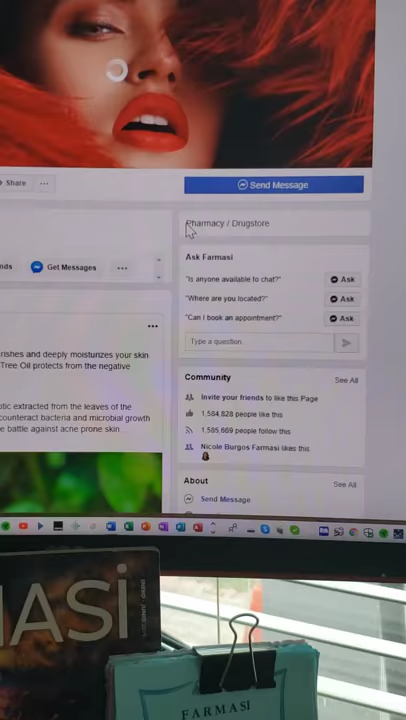 Share ...
Send Message
Pharmacy / Drugstore
Get Messages ...
Ask Farmasi
"Is anyone available to chat?" Ask
"Where are you located?" Ask
"Can I book an appointment?" Ask
Type a question
...
rishes and deeply moisturizes your skin
Tree Oil protects from the negative
otic extracted from the leaves of the
counteract bacteria and microbial growth
e battle against acne prone skin
Community See All
Invite your friends to like this Page
1,584,828 people like this
1,585,669 people follow this
Nicole Burgos Farmasi likes this
About See All
Send Message
MASI
FARMASI